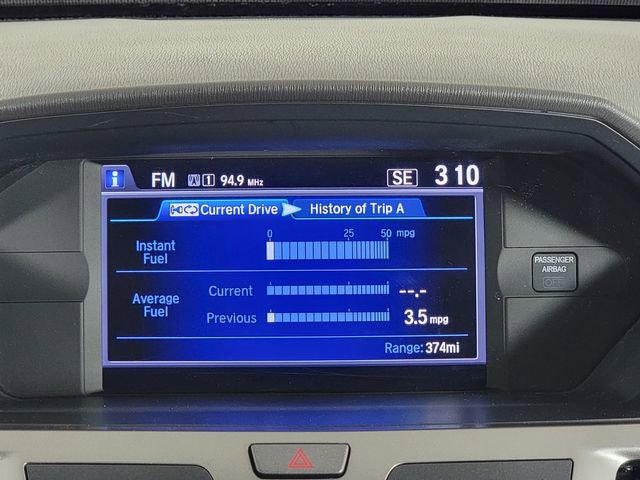 i FM 1 94.9 MHz SE 3 10
Current Drive History of Trip A
0 25 50 mpg
Instant
Fuel
Average
Fuel
Current --.-
Previous 3.5 mpg
Range: 374mi
PASSENGER
AIRBAG
OFF